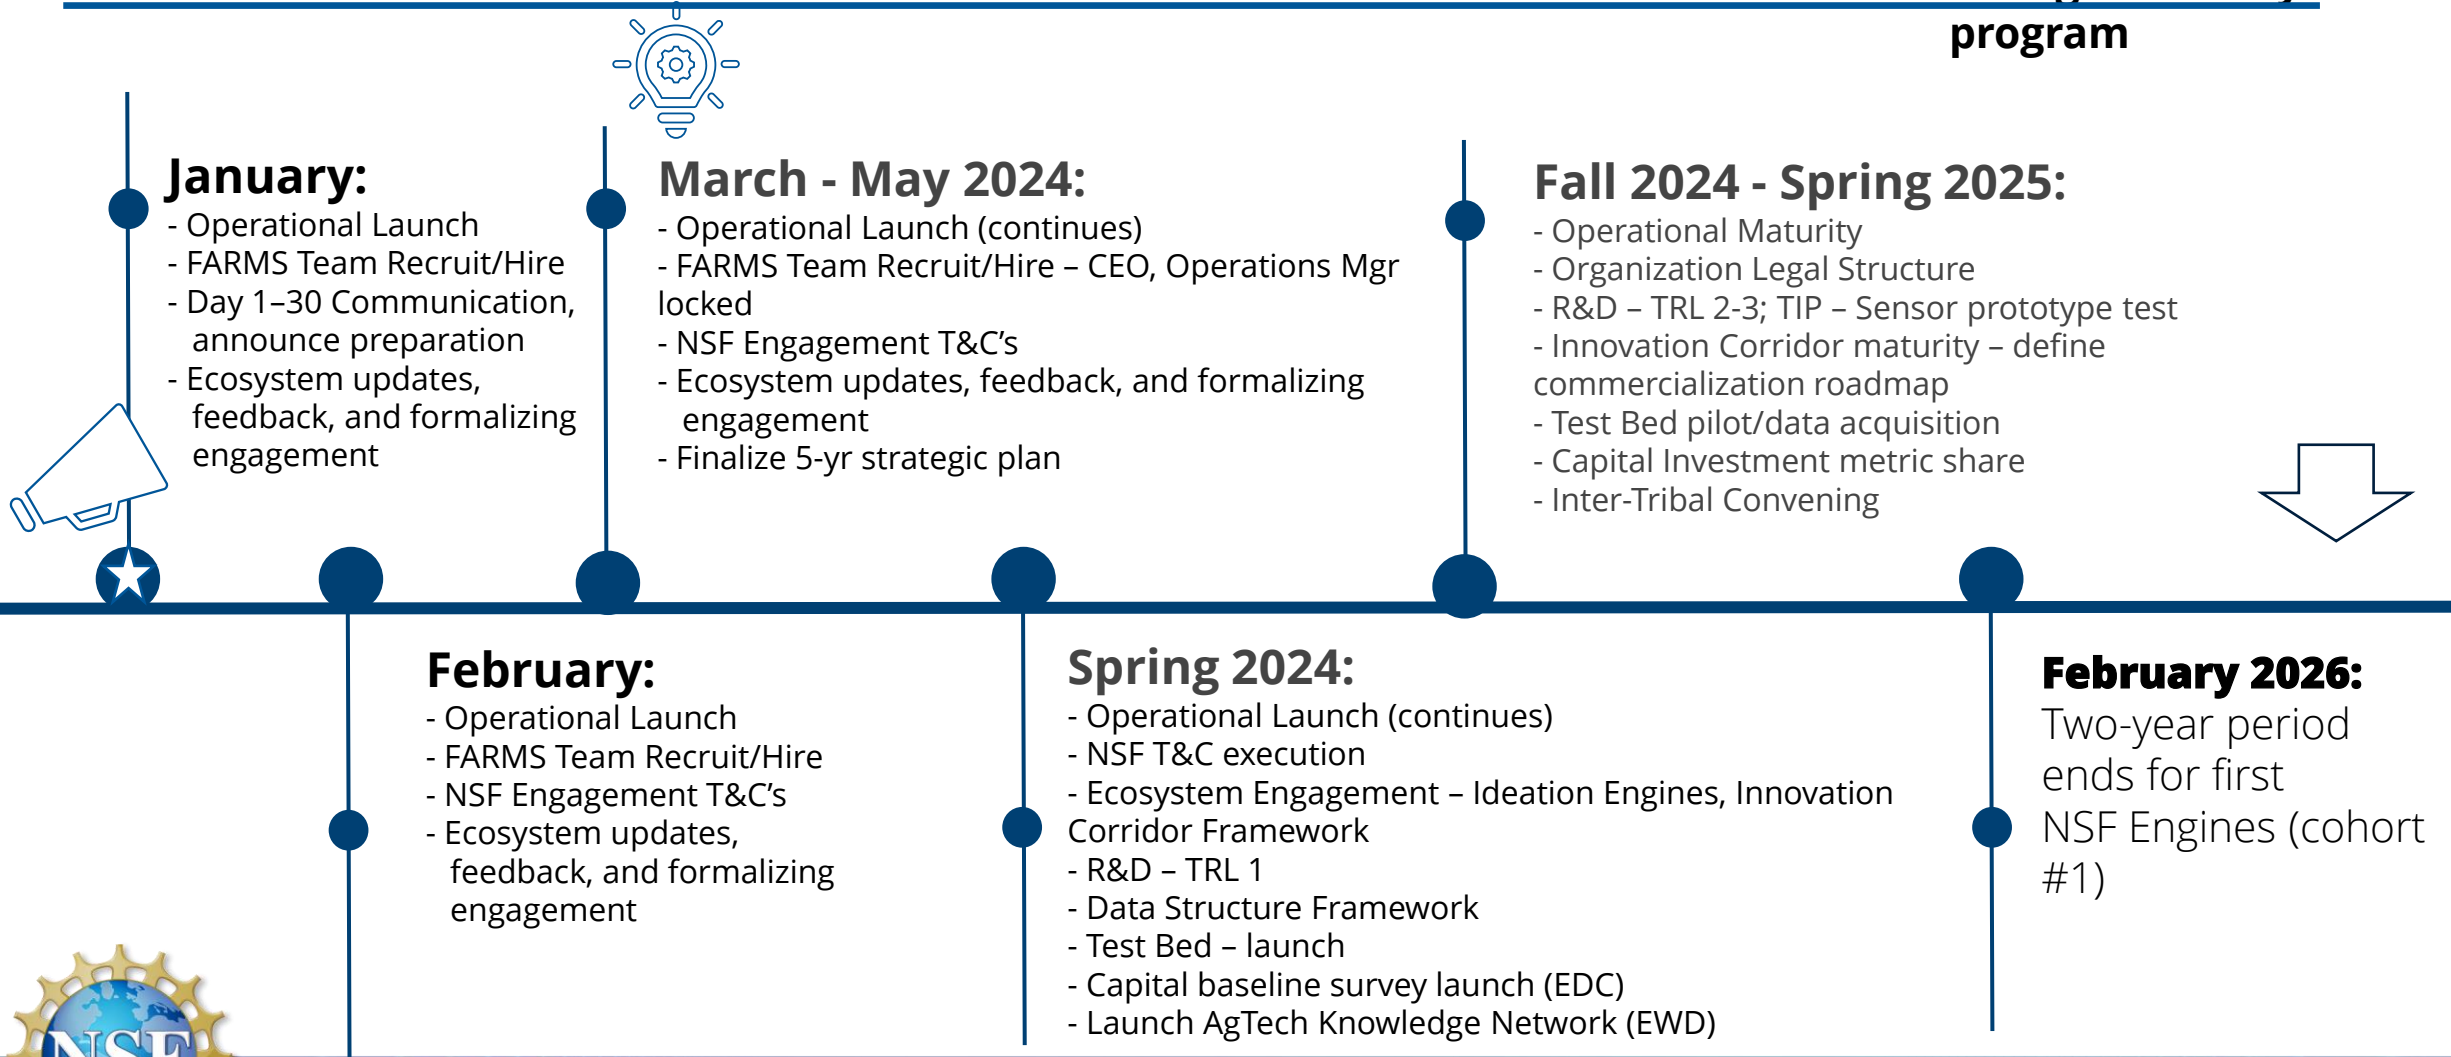 program
January:
- Operational Launch
- FARMS Team Recruit/Hire
- Day 1–30 Communication,
announce preparation
- Ecosystem updates,
feedback, and formalizing
engagement
March - May 2024:
- Operational Launch (continues)
- FARMS Team Recruit/Hire – CEO, Operations Mgr
locked
- NSF Engagement T&C’s
- Ecosystem updates, feedback, and formalizing
engagement
- Finalize 5-yr strategic plan
Fall 2024 - Spring 2025:
- Operational Maturity
- Organization Legal Structure
- R&D – TRL 2-3; TIP – Sensor prototype test
- Innovation Corridor maturity – define
commercialization roadmap
- Test Bed pilot/data acquisition
- Capital Investment metric share
- Inter-Tribal Convening
February:
- Operational Launch
- FARMS Team Recruit/Hire
- NSF Engagement T&C’s
- Ecosystem updates,
feedback, and formalizing
engagement
Spring 2024:
- Operational Launch (continues)
- NSF T&C execution
- Ecosystem Engagement – Ideation Engines, Innovation
Corridor Framework
- R&D – TRL 1
- Data Structure Framework
- Test Bed – launch
- Capital baseline survey launch (EDC)
- Launch AgTech Knowledge Network (EWD)
February 2026:
Two-year period
ends for first
NSF Engines (cohort
#1)
NSF